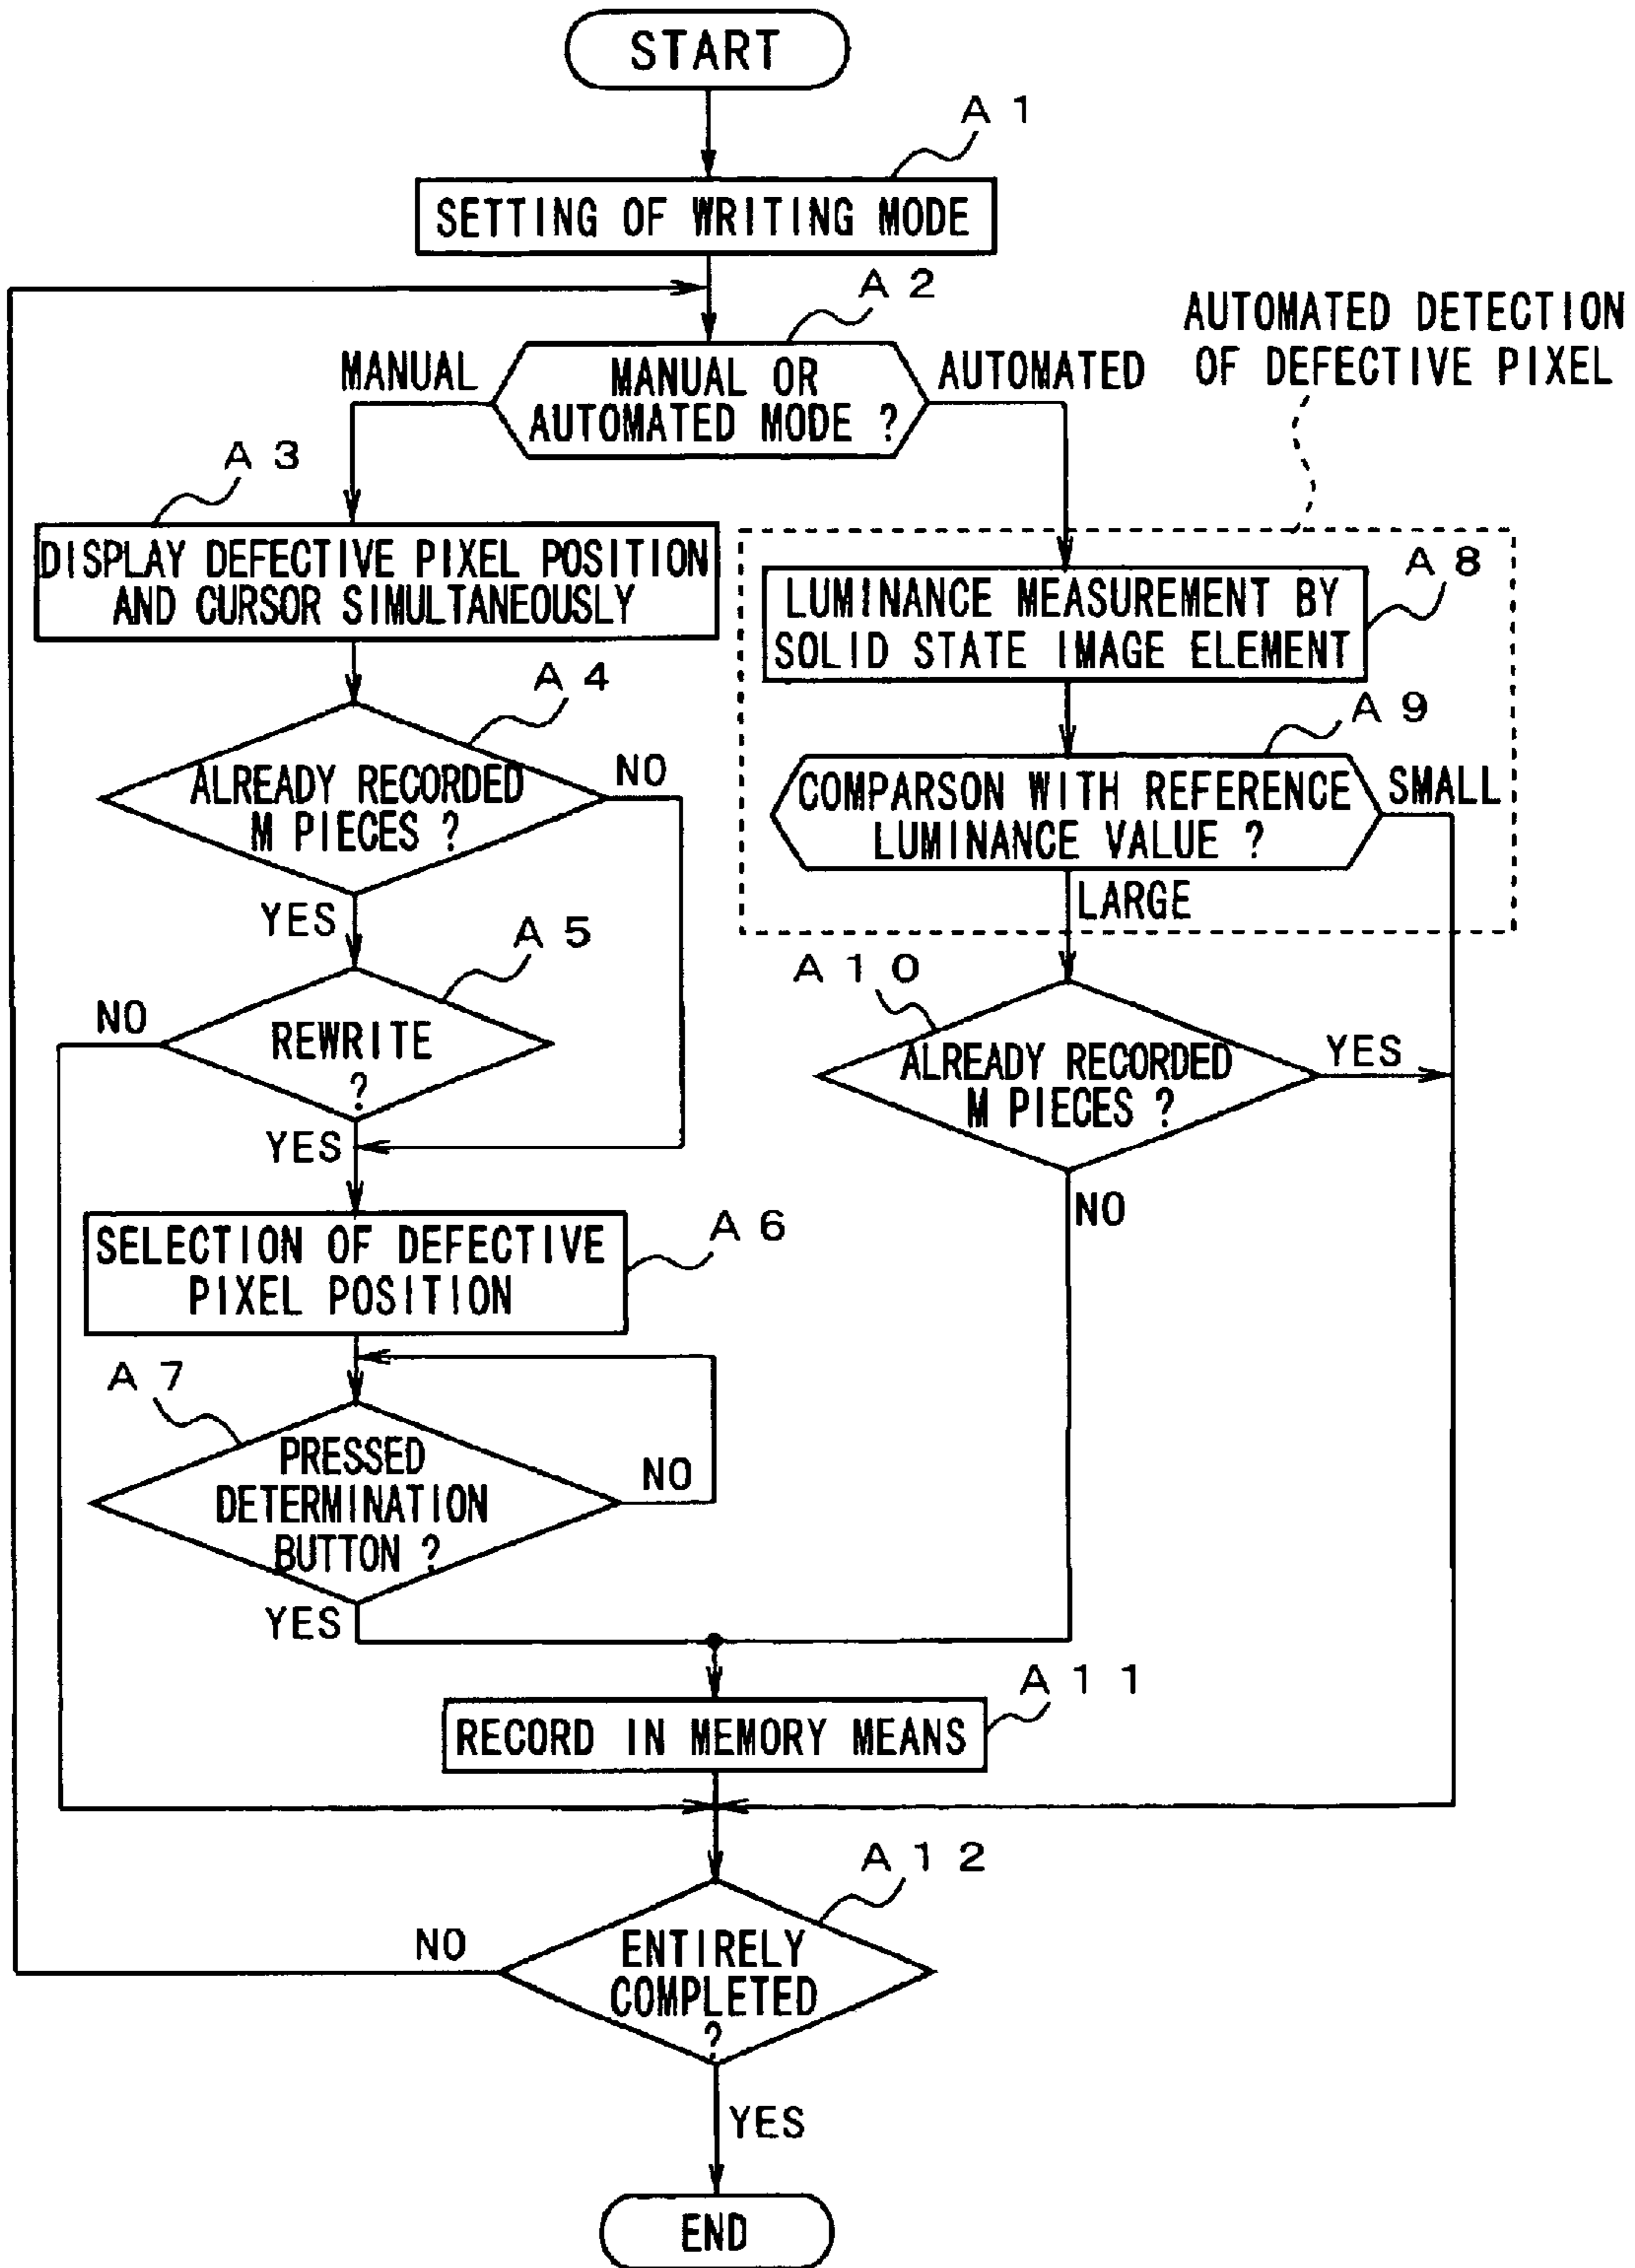 START
A 1
SETTING OF WRITING MODE
A 2
MANUAL
MANUAL OR
AUTOMATED MODE ?
AUTOMATED
AUTOMATED DETECTION
OF DEFECTIVE PIXEL
A 3
DISPLAY DEFECTIVE PIXEL POSITION
AND CURSOR SIMULTANEOUSLY
A 8
LUMINANCE MEASUREMENT BY
SOLID STATE IMAGE ELEMENT
A 4
ALREADY RECORDED
M PIECES ?
NO
YES
A 9
COMPARSON WITH REFERENCE
LUMINANCE VALUE ?
SMALL
LARGE
A 5
REWRITE
?
NO
YES
A 1 0
ALREADY RECORDED
M PIECES ?
YES
NO
A 6
SELECTION OF DEFECTIVE
PIXEL POSITION
A 7
PRESSED
DETERMINATION
BUTTON ?
NO
YES
A 1 1
RECORD IN MEMORY MEANS
A 1 2
ENTIRELY
COMPLETED
?
NO
YES
END